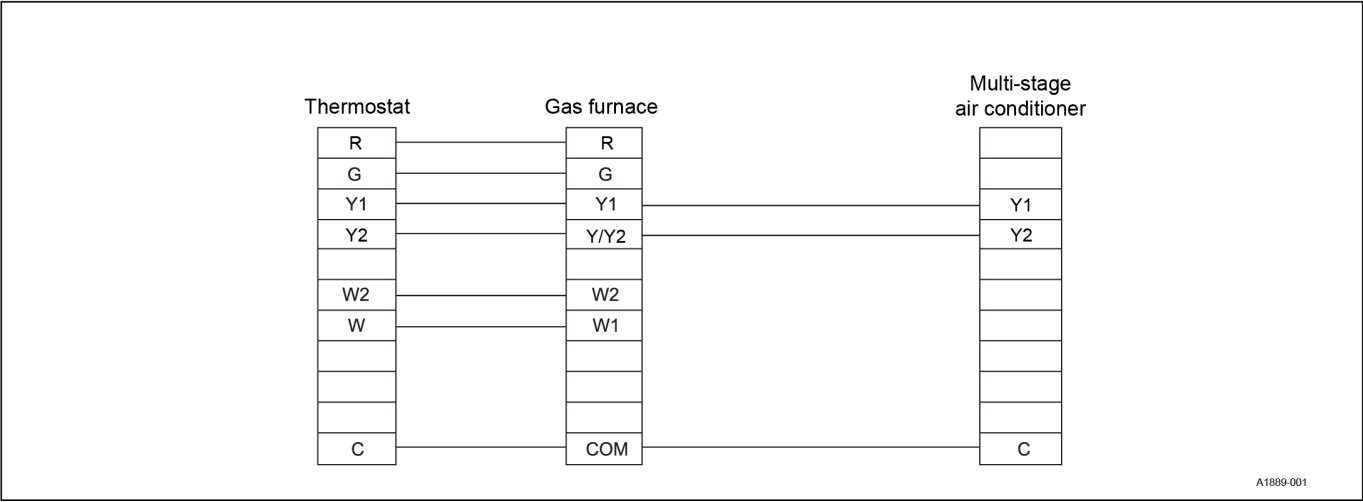 Multi-stage
air conditioner
Thermostat
Gas furnace
R
R
G
G
Y1
Y1
Y1
Y2
Y/Y2
Y2
W2
W2
W
W1
C
COM
C
A1889-001